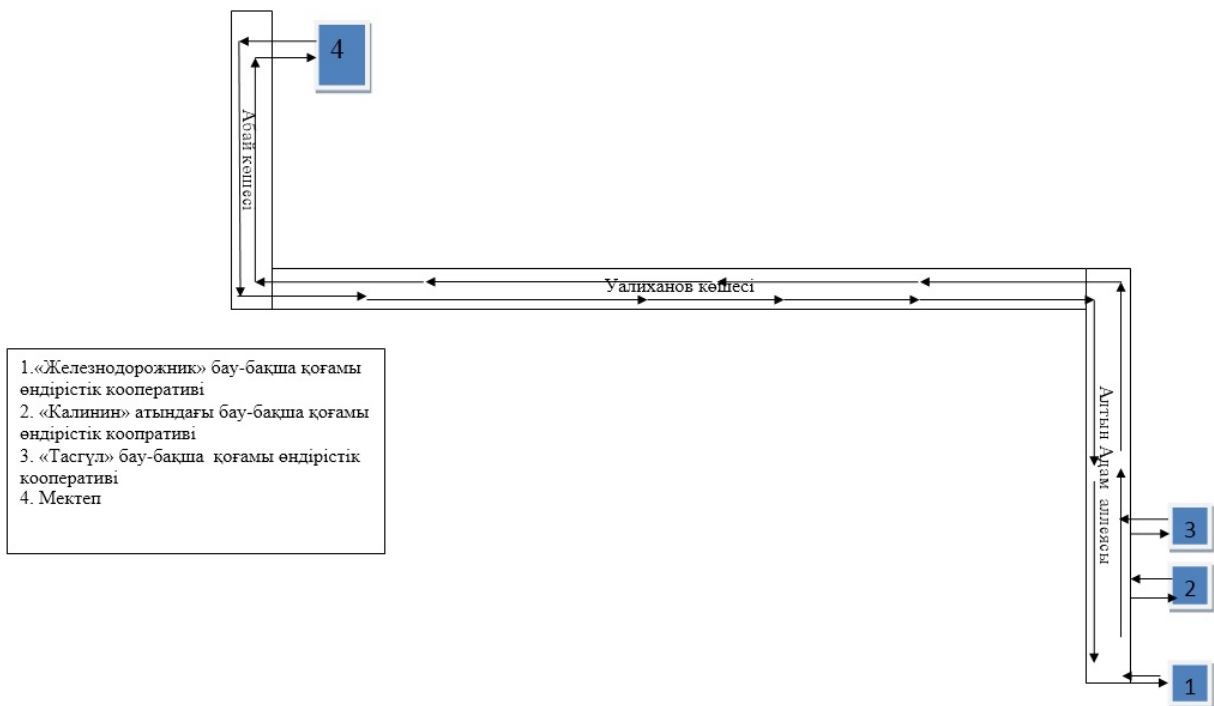 4
Абай көшесі
Уалиханов көшесі
1.«Железнодорожник» бау-бақша қоғамы
өндірістік кооперативі
2. «Калинин» атындағы бау-бақша қоғамы
өндірістік коопративі
3. «Тасгүл» бау-бақша қоғамы өндірістік
кооперативі
4. Мектеп
Алтын Адам аллеясы
3
2
1